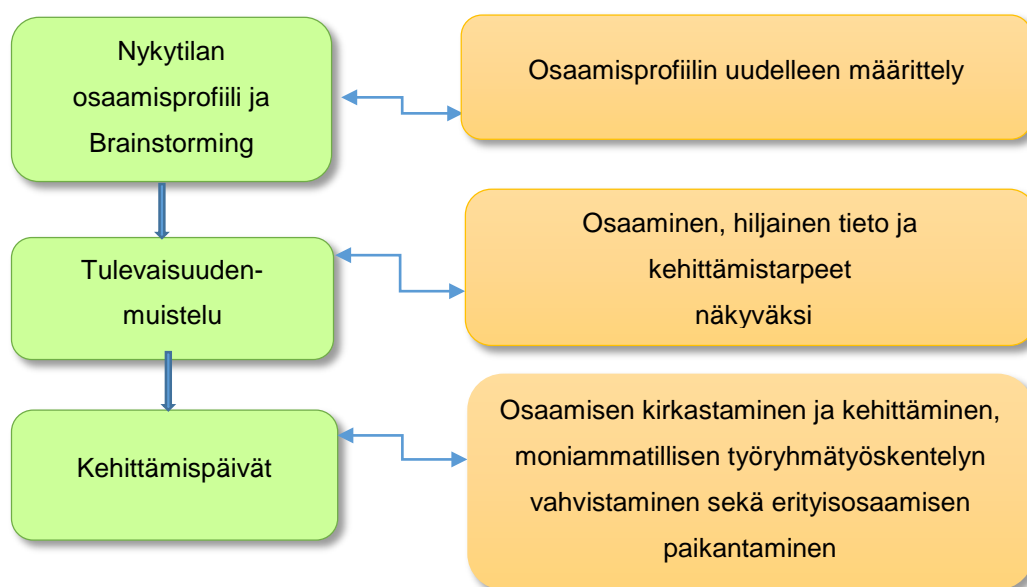 Nykytilan
osaamisprofiili ja
Brainstorming
Osaamisprofiilin uudelleen määrittely
Tulevaisuuden-
muistelu
Osaaminen, hiljainen tieto ja
kehittämistarpeet
näkyväksi
Kehittämispäivät
Osaamisen kirkastaminen ja kehittäminen,
moniammatillisen työryhmätyöskentelyn
vahvistaminen sekä erityisosaamisen
paikantaminen